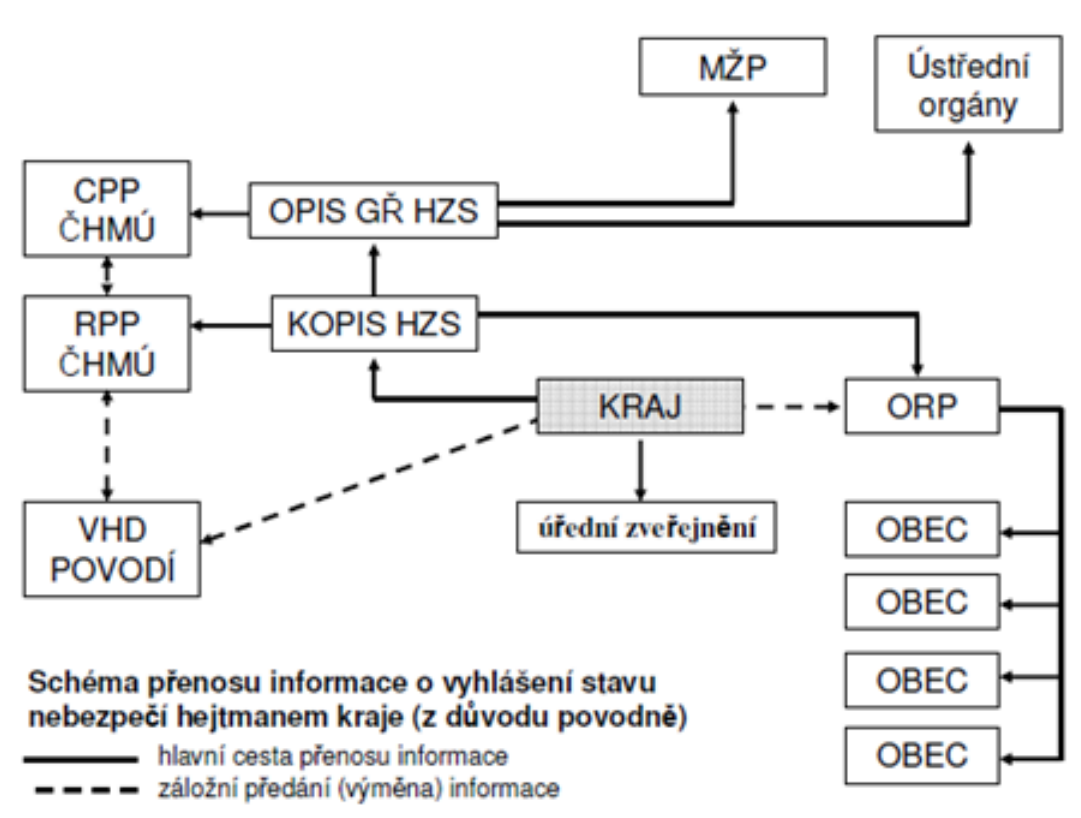 MŽP
Ústřední
orgány
CPP
ČHMÚ
OPIS GŘ HZS
RPP
ČHMÚ
KOPIS HZS
KRAJ
ORP
VHD
POVODÍ
úřední zveřejnění
OBEC
OBEC
OBEC
OBEC
Schéma přenosu informace o vyhlášení stavu
nebezpečí hejtmanem kraje (z důvodu povodně)
hlavní cesta přenosu informace
záložní předání (výměna) informace